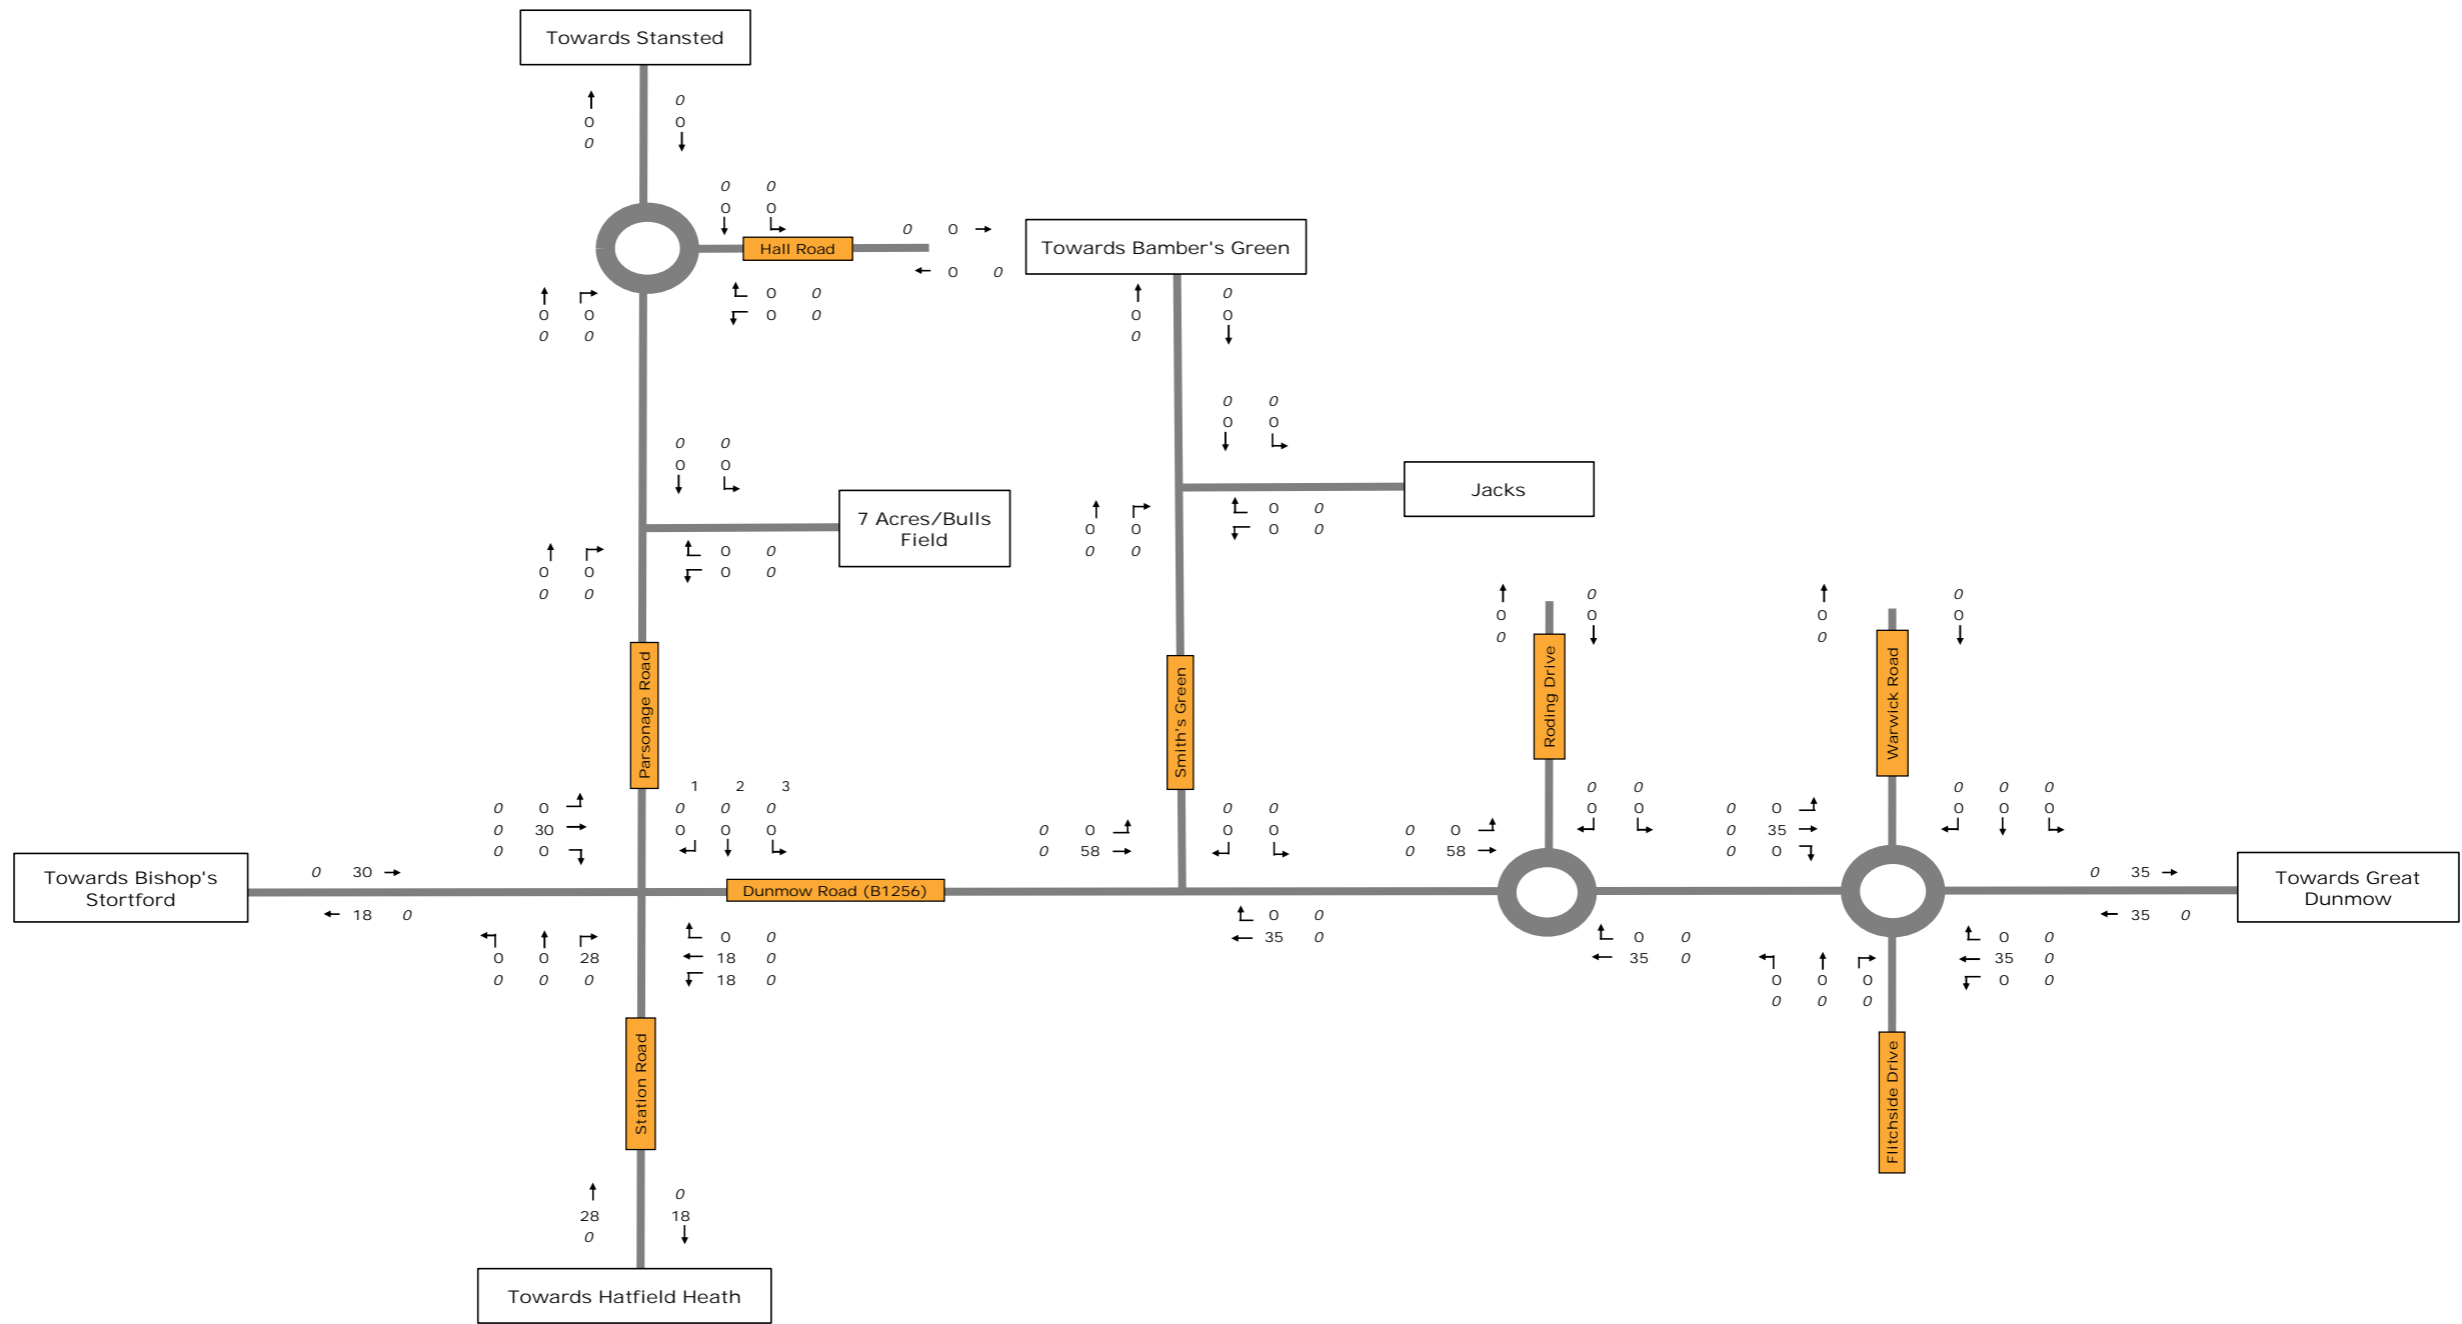 Towards Stansted
0
0 0
0
0 0
0 0
Hall Road
0 0
0 0
0 0
0 0
0 0
0 0
Towards Bamber's Green
0
0 0
0
0 0
0 0
Jacks
0 0
0 0
0 0
0 0
0 0
0 0
7 Acres/Bulls
Field
0 0
0 0
0 0
0 0
Parsonage Road
Smith's Green
0
0 0
0
Roding Drive
0
0 0
0
Warwick Road
1 2 3
0 0
0 30
0 0
0 0 0
0 0 0
0 0
0 58
0 0
0 0
0 0
0 58
0 0
0 0
0 0
0 35
0 0
0 0 0
0 0 0
Towards Bishop's
Stortford
0 30
18 0
Dunmow Road (B1256)
0 35
35 0
Towards Great
Dunmow
0 0 28
0 0 0
0 0
18 0
18 0
0 0
35 0
0 0
35 0
0 0 0
0 0 0
0 0
35 0
0 0
Station Road
Flitchside Drive
0
28 18
0
Towards Hatfield Heath